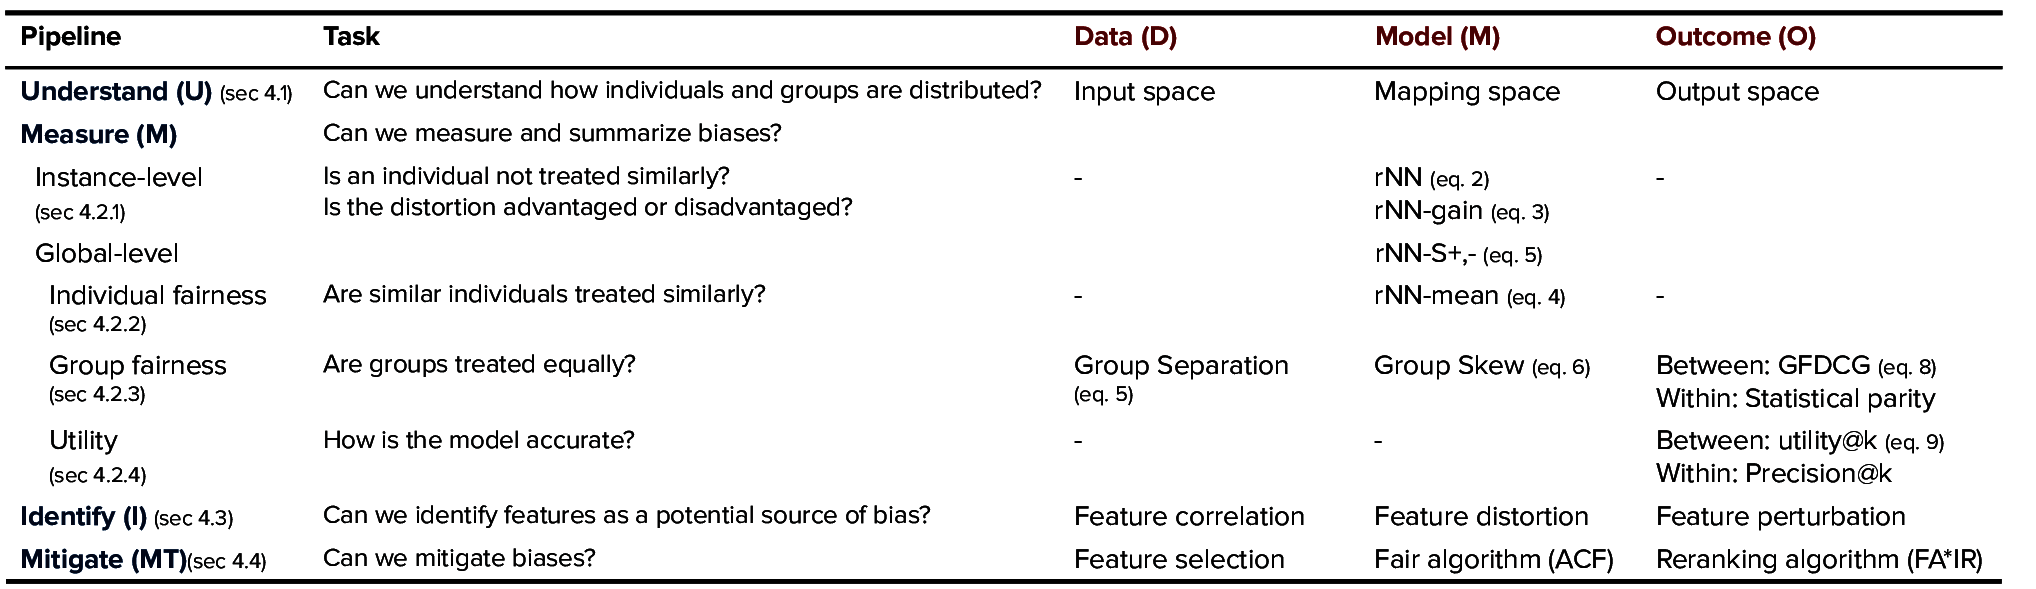 Pipeline Task Data (D) Model (M) Outcome (O)
Understand (U) (sec 4.1) Can we understand how individuals and groups are distributed? Input space Mapping space Output space
Measure (M) Can we measure and summarize biases?
Instance-level Is an individual not treated similarly? - rNN (eq. 2) -
(sec 4.2.1) Is the distortion advantaged or disadvantaged? rNN-gain (eq. 3)
Global-level rNN-S+,- (eq. 5)
Individual fairness Are similar individuals treated similarly? - rNN-mean (eq. 4) -
(sec 4.2.2)
Group fairness Are groups treated equally? Group Separation Group Skew (eq. 6) Between: GFDCG (eq. 8)
(sec 4.2.3) (eq. 5) Within: Statistical parity
Utility How is the model accurate? - - Between: utility@k (eq. 9)
(sec 4.2.4) Within: Precision@k
Identify (I) (sec 4.3) Can we identify features as a potential source of bias? Feature correlation Feature distortion Feature perturbation
Mitigate (MT)(sec 4.4) Can we mitigate biases? Feature selection Fair algorithm (ACF) Reranking algorithm (FA*IR)